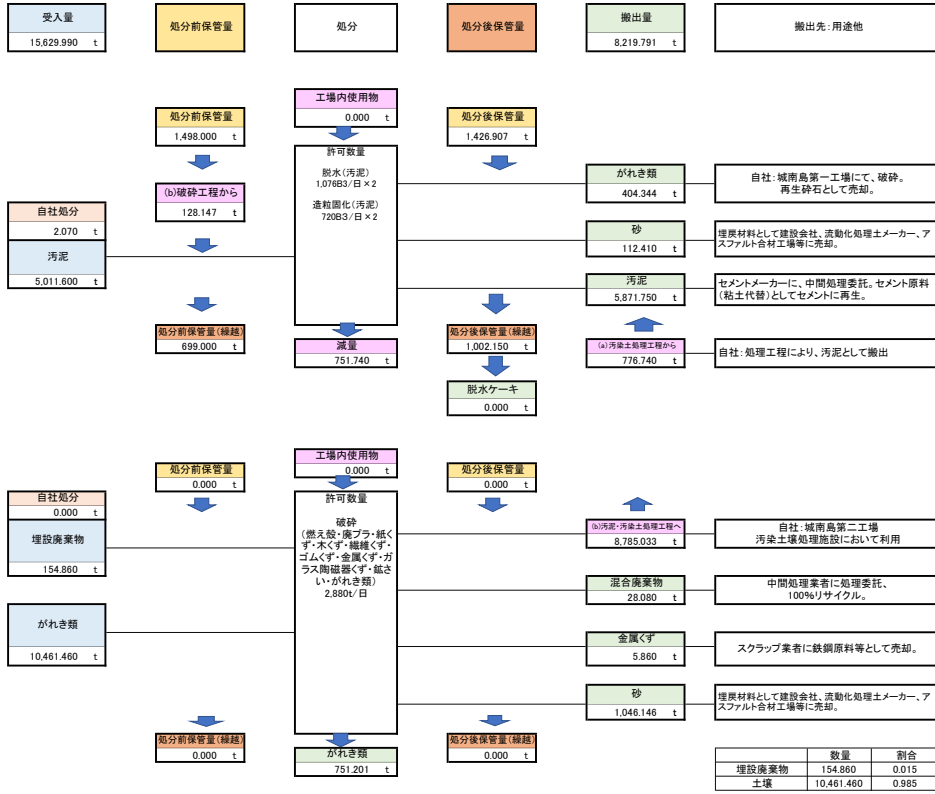 受入量
15,629.990 t
処分前保管量
処分
処分後保管量
搬出量
8,219.791 t
搬出先：用途他
工場内使用物
0.000 t
処分前保管量
1,498.000 t
処分後保管量
1,426.907 t
許可数量
脱水（汚泥）
1,076B3/日×2
造粒固化（汚泥）
720B3/日×2
(b)破砕工程から
128.147 t
自社処分
2.070 t
汚泥
5,011.600 t
がれき類
404.344 t
自社：城南島第一工場にて、破砕。
再生砕石として売却。
砂
112.410 t
埋戻材料として建設会社、流動化処理土メーカー、ア
スファルト合材工場等に売却。
汚泥
5,871.750 t
セメントメーカーに、中間処理委託。セメント原料
（粘土代替）としてセメントに再生。
処分前保管量（繰越）
699.000 t
減量
751.740 t
処分後保管量（繰越）
1,002.150 t
(a)汚染土処理工程から
776.740 t
自社：処理工程により、汚泥として搬出
脱水ケーキ
0.000 t
工場内使用物
0.000 t
処分前保管量
0.000 t
処分後保管量
0.000 t
自社処分
0.000 t
埋設廃棄物
154.860 t
がれき類
10,461.460 t
許可数量
破砕
（燃え殻・廃プラ・紙く
ず・木くず・繊維くず・
ゴムくず・金属くず・ガ
ラス陶磁器くず・鉱さ
い・がれき類）
2,880t/日
(b)汚泥・汚染土処理工程へ
8,785.033 t
自社：城南島第二工場
汚染土壌処理施設において利用
混合廃棄物
28.080 t
中間処理業者に処理委託、
100%リサイクル。
金属くず
5.860 t
スクラップ業者に鉄鋼原料等として売却。
砂
1,046.146 t
埋戻材料として建設会社、流動化処理土メーカー、ア
スファルト合材工場等に売却。
処分前保管量（繰越）
0.000 t
がれき類
751.201 t
処分後保管量（繰越）
0.000 t
数量 割合
埋設廃棄物 154.860 0.015
土壌 10,461.460 0.985